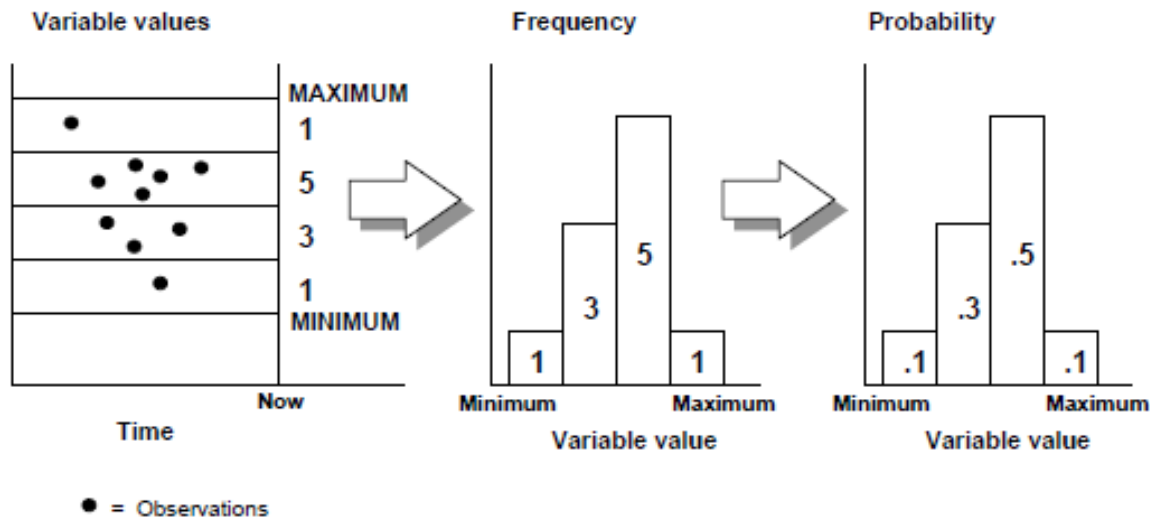 Variable values
MAXIMUM
1
5
3
1
MINIMUM
Now
Time
● = Observations
Frequency
1
3
5
1
Minimum
Maximum
Variable value
Probability
.1
.3
.5
.1
Minimum
Maximum
Variable value